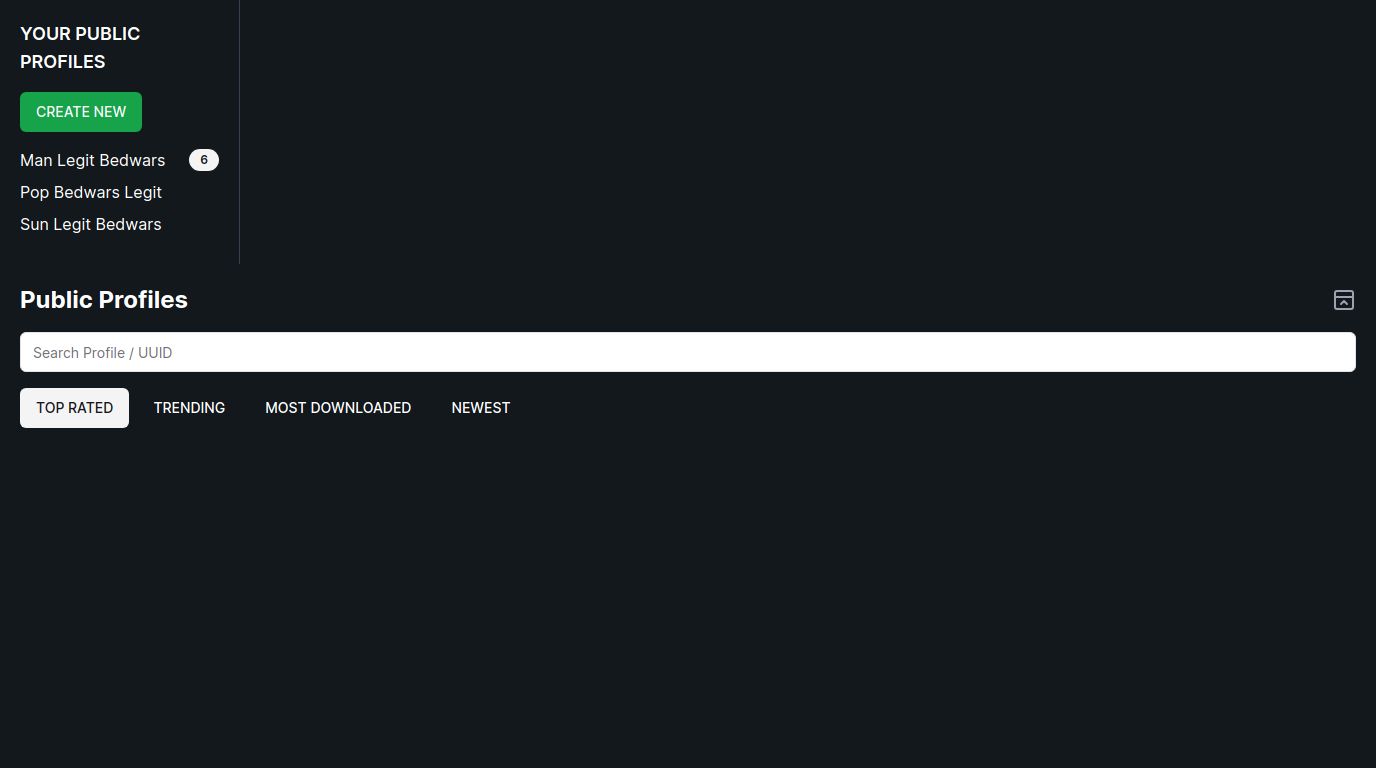 YOUR PUBLIC
PROFILES
CREATE NEW
Man Legit Bedwars 6
Pop Bedwars Legit
Sun Legit Bedwars
Public Profiles
Search Profile / UUID
TOP RATED TRENDING MOST DOWNLOADED NEWEST